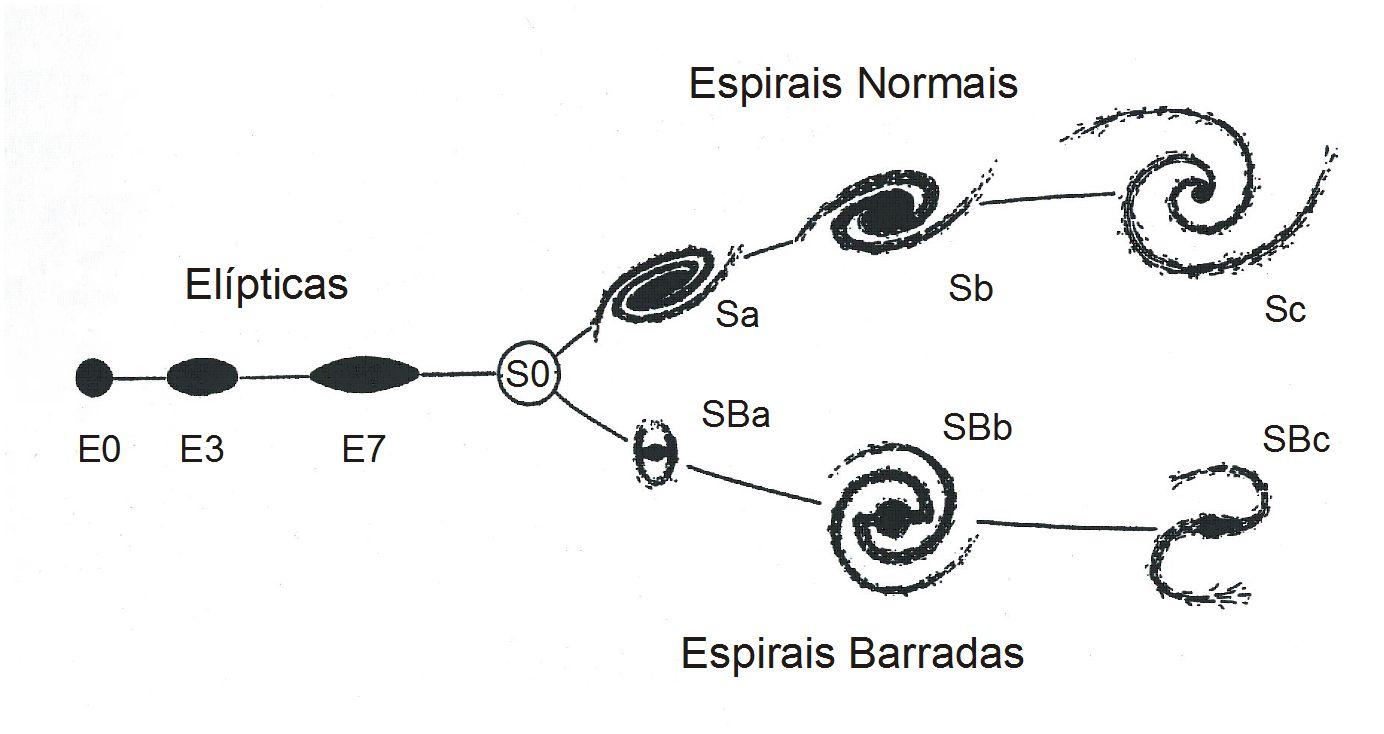 Espirais Normais
Elípticas
Sa
Sb
Sc
S0
E0
E3
E7
SBa
SBb
SBc
Espirais Barradas